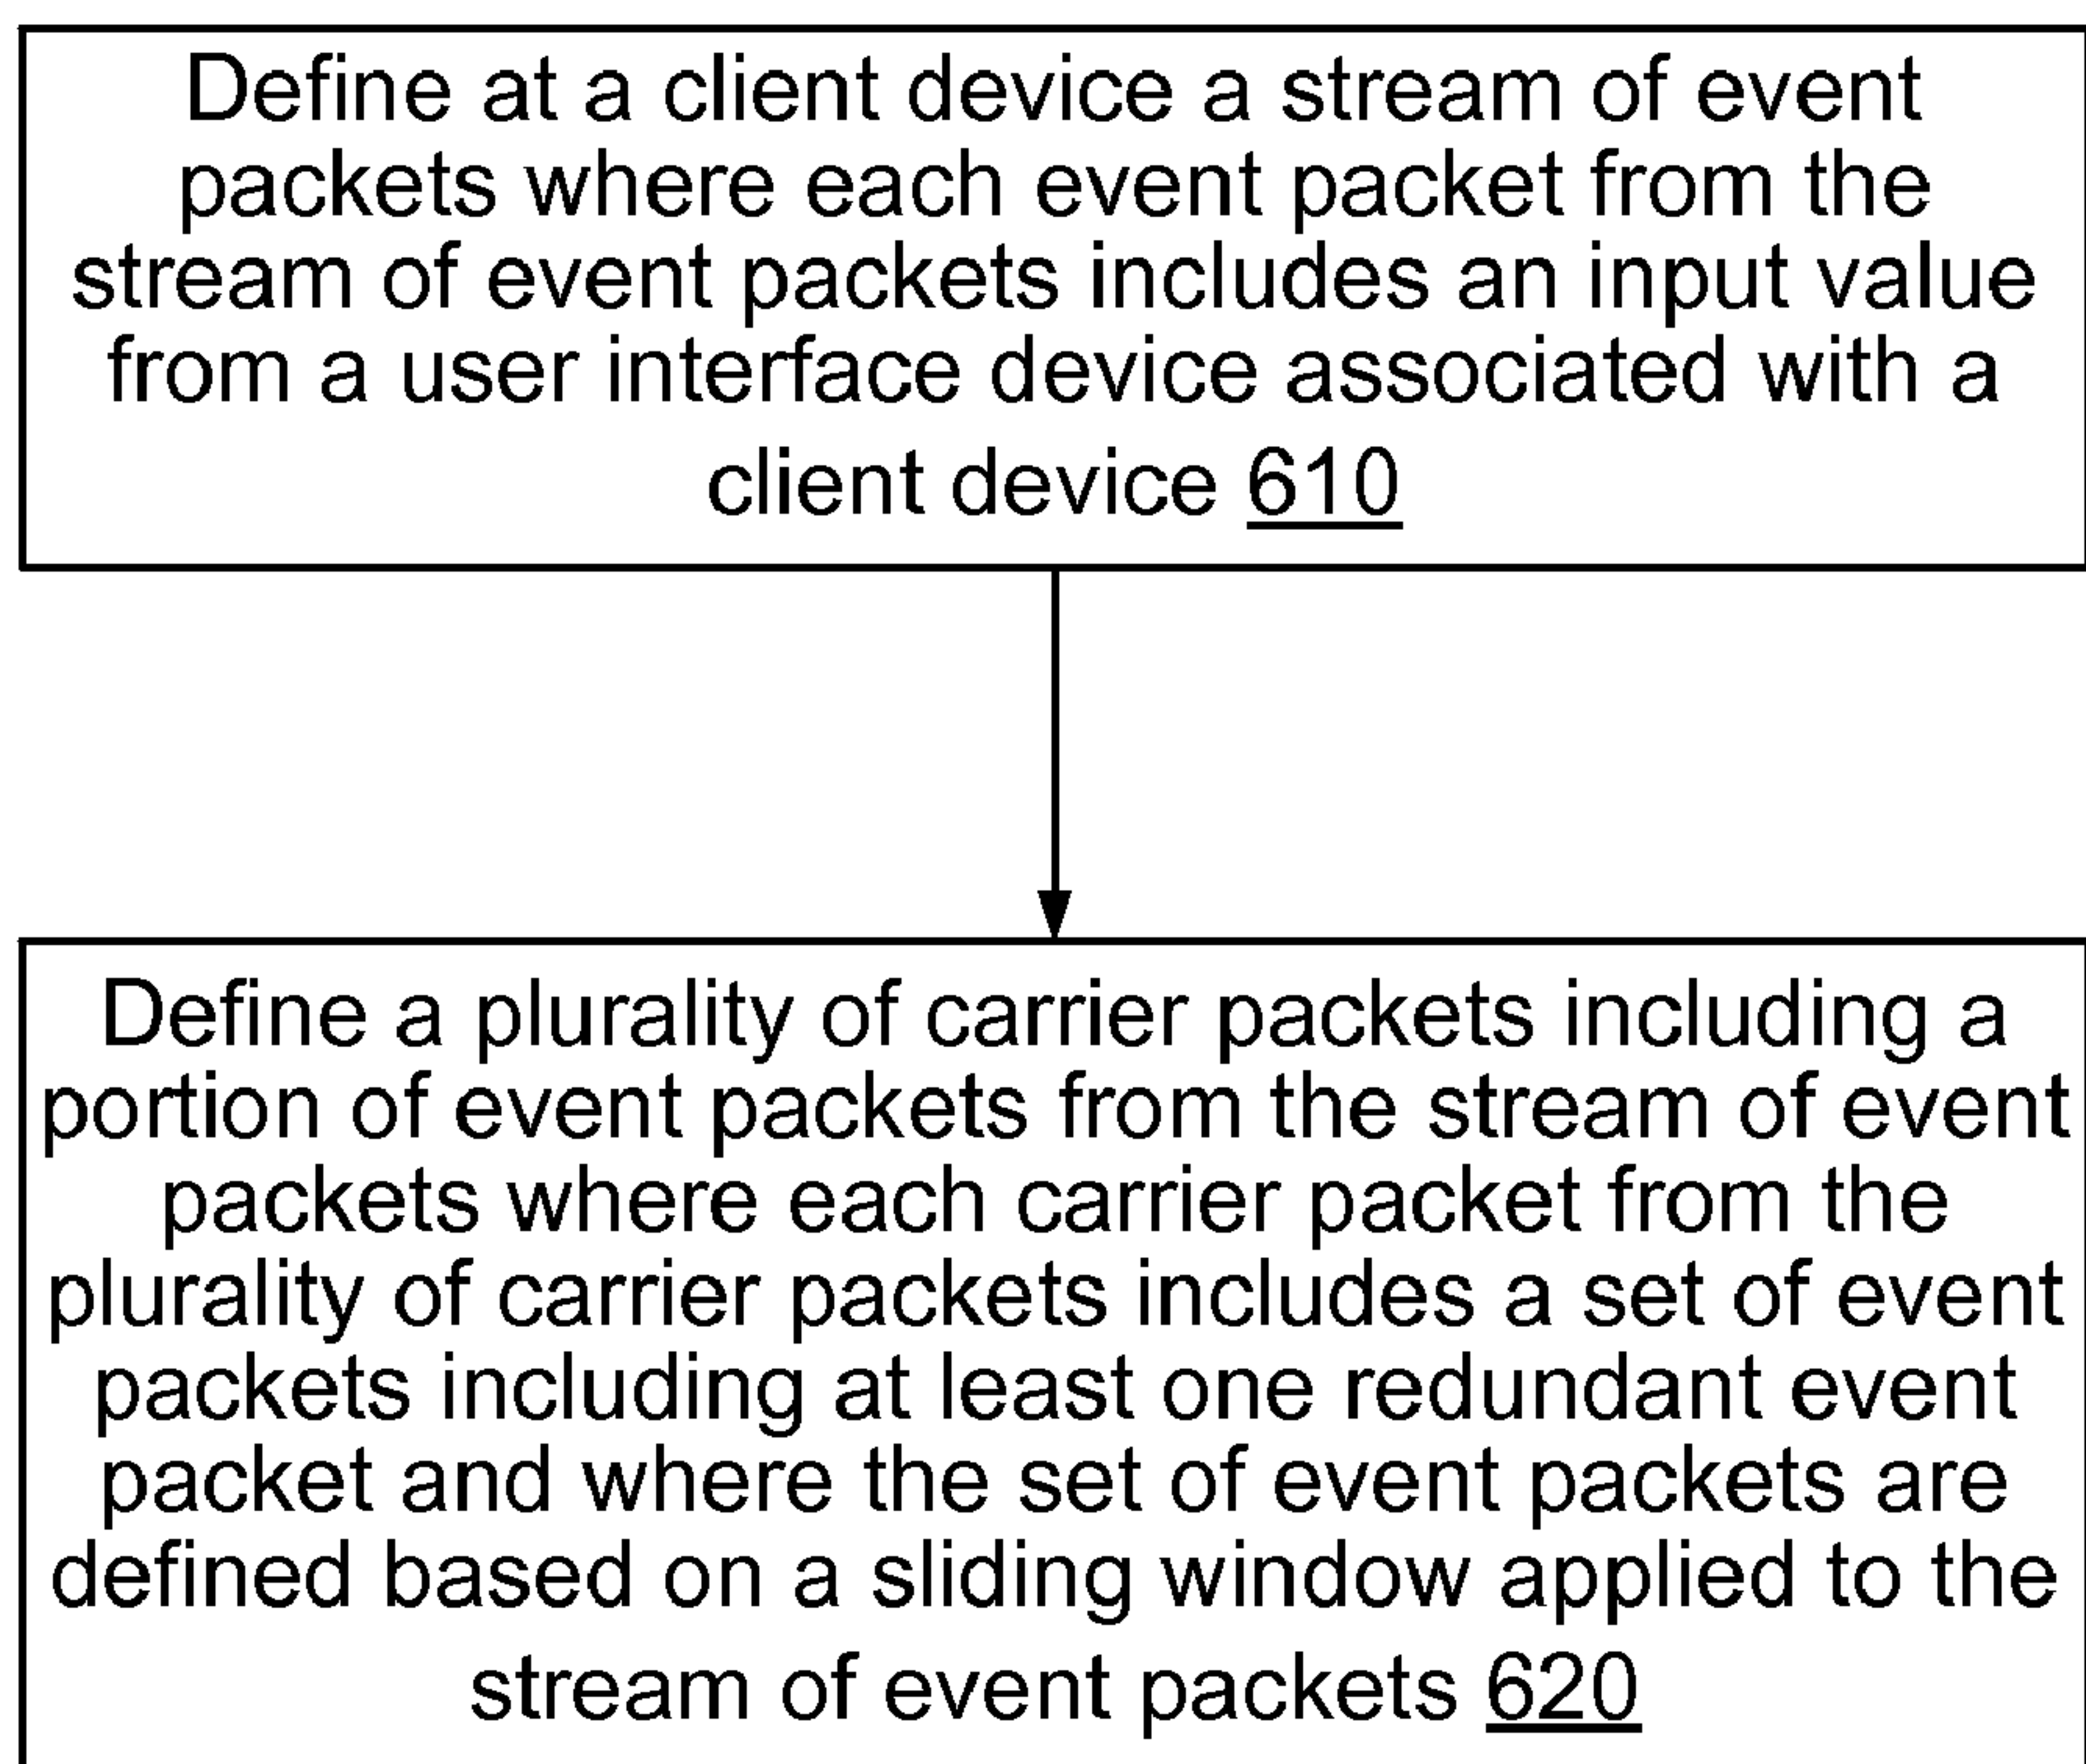 Define at a client device a stream of event
packets where each event packet from the
stream of event packets includes an input value
from a user interface device associated with a
client device 610
Define a plurality of carrier packets including a
portion of event packets from the stream of event
packets where each carrier packet from the
plurality of carrier packets includes a set of event
packets including at least one redundant event
packet and where the set of event packets are
defined based on a sliding window applied to the
stream of event packets 620